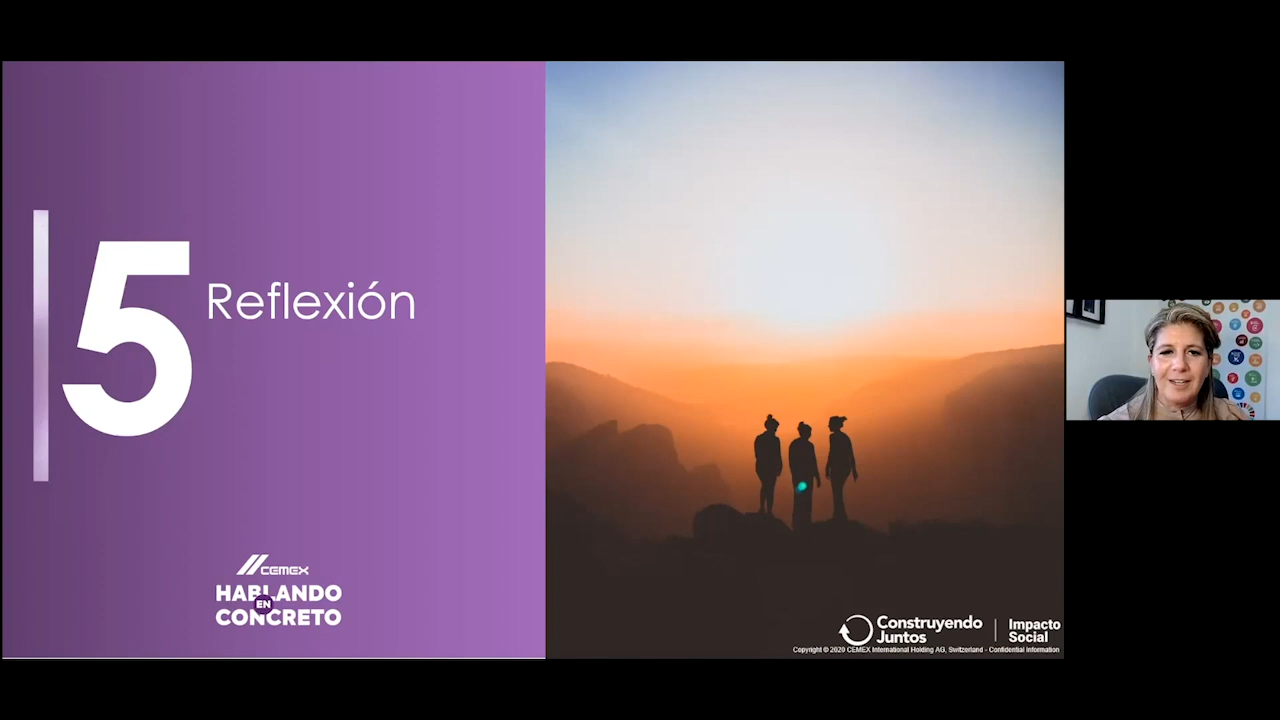 5
Reflexión
CEMEX
HABLANDO
EN
CONCRETO
Construyendo
Juntos
Impacto
Social
Copyright © 2020 CEMEX International Holding AG, Switzerland - Confidential information